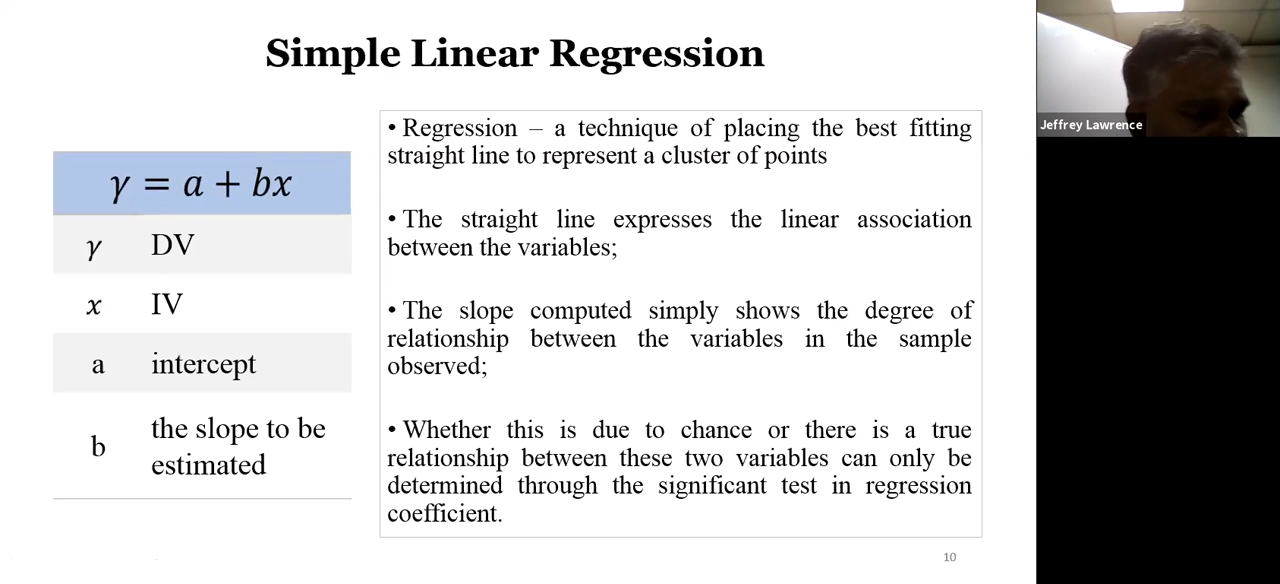 Simple Linear Regression
γ = a + bx
γ DV
x IV
a intercept
b the slope to be
estimated
• Regression – a technique of placing the best fitting
straight line to represent a cluster of points
• The straight line expresses the linear association
between the variables;
• The slope computed simply shows the degree of
relationship between the variables in the sample
observed;
• Whether this is due to chance or there is a true
relationship between these two variables can only be
determined through the significant test in regression
coefficient.
10
Jeffrey Lawrence